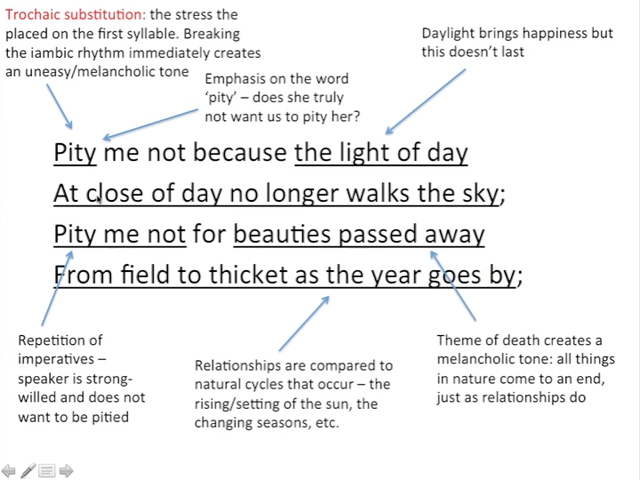 Trochaic substitution: the stress the
placed on the first syllable. Breaking
the iambic rhythm immediately creates
an uneasy/melancholic tone
Emphasis on the word
‘pity’ – does she truly
not want us to pity her?
Daylight brings happiness but
this doesn’t last
Pity me not because the light of day
At close of day no longer walks the sky;
Pity me not for beauties passed away
From field to thicket as the year goes by;
Repetition of
imperatives –
speaker is strong-
willed and does not
want to be pitied
Relationships are compared to
natural cycles that occur – the
rising/setting of the sun, the
changing seasons, etc.
Theme of death creates a
melancholic tone: all things
in nature come to an end,
just as relationships do